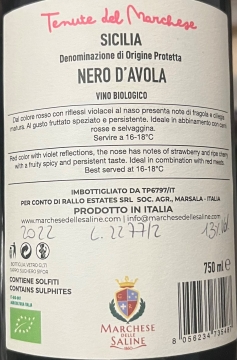 Tenute del Marchese
SICILIA
Denominazione di Origine Protetta
NERO D'AVOLA
VINO BIOLOGICO
Dal colore rosso con riflessi violacei al naso presenta note di fragola e ciliegia
matura. Al gusto fruttato speziato e persistente. Ideale in abbinamento con carni
rosse e selvaggina.
Servire a 16-18°C
Red color with violet reflections, the nose has notes of strawberry and ripe cherry
with a fruity spicy and persistent taste. Ideal in combination with red meats
Best served at 16-18°C
IMBOTTIGLIATO DA TP6797/IT
PER CONTO DI RALLO ESTATES SRL SOC. AGR., MARSALA - ITALIA
PRODOTTO IN ITALIA
www.marchesedellesaline.com / info@marchesedellesaline.com
2022 L. 2277/2 13% Vol
BOTTIGLIA VETRO GL71
750 ml e
CONTIENE SOLFITI
CONTAINS SULPHITES
MARCHESE
DELLE
SALINE